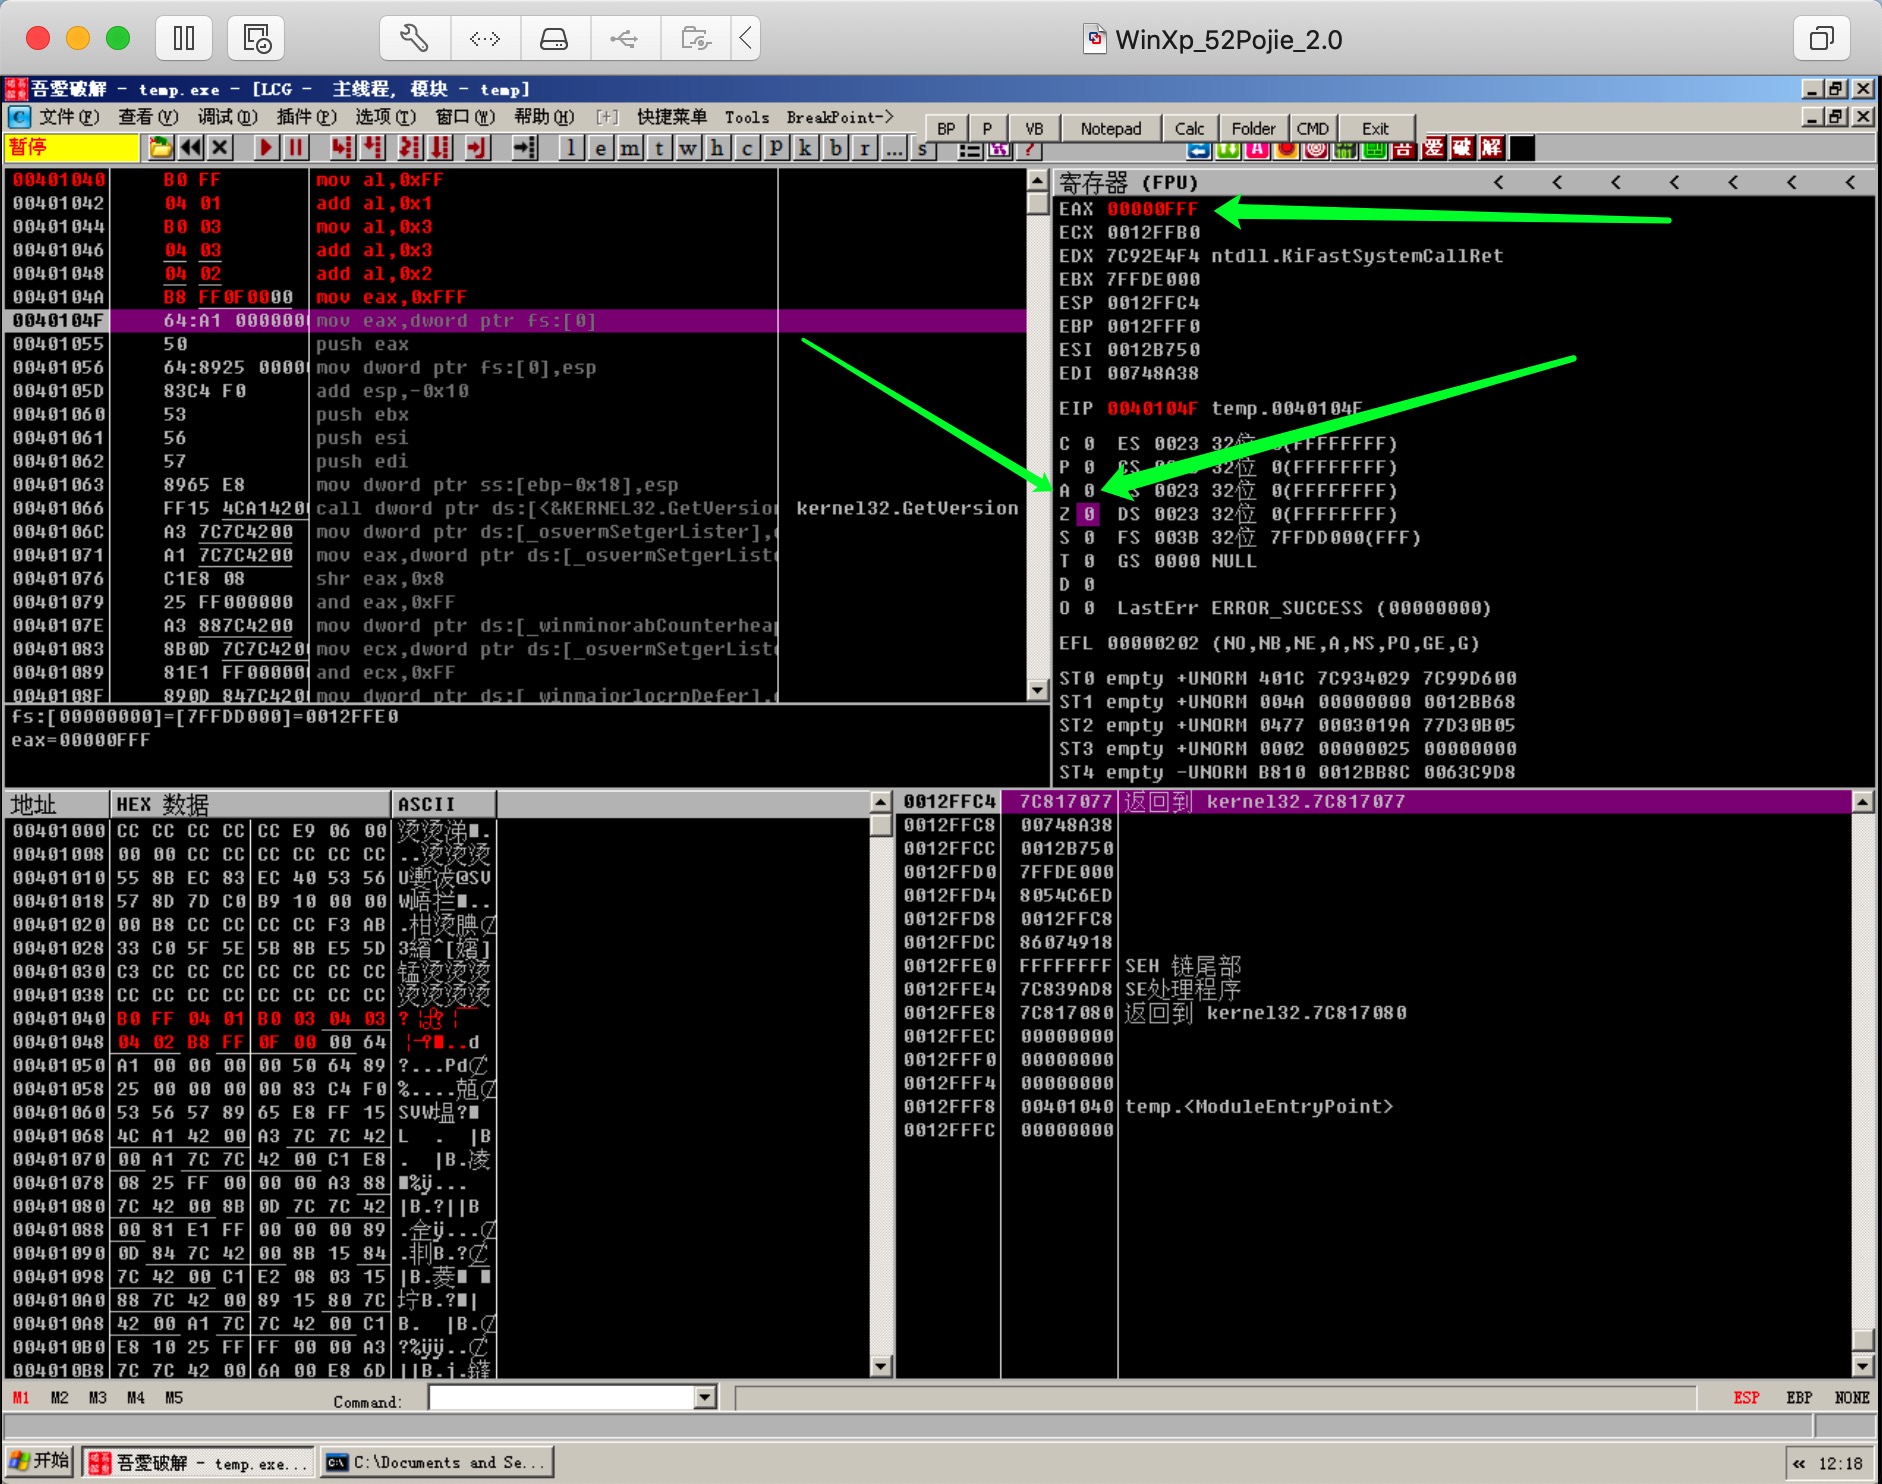 WinXp_52Pojie_2.0
吾愛破解 - temp.exe - [LCG -  主线程, 模块 - temp]
文件(F) 查看(V) 调试(D) 插件(P) 选项(T) 窗口(W) 帮助(H) [+] 快捷菜单 Tools BreakPoint->
BP P VB Notepad Calc Folder CMD Exit
暂停 l e m t w h c P k b r ... s ? 吾 爱 破 解
00401040 B0 FF mov al,0xFF
00401042 04 01 add al,0x1
00401044 B0 03 mov al,0x3
00401046 04 03 add al,0x3
00401048 04 02 add al,0x2
0040104A B8 FF0F0000 mov eax,0xFFF
0040104F 64:A1 000000 mov eax,dword ptr fs:[0]
00401055 50 push eax
00401056 64:8925 0000 mov dword ptr fs:[0],esp
0040105D 83C4 F0 add esp,-0x10
00401060 53 push ebx
00401061 56 push esi
00401062 57 push edi
00401063 8965 E8 mov dword ptr ss:[ebp-0x18],esp
00401066 FF15 4CA1420 call dword ptr ds:[<&KERNEL32.GetVersion kernel32.GetVersion
0040106C A3 7C7C4200 mov dword ptr ds:[_osvermSetgerLister],
00401071 A1 7C7C4200 mov eax,dword ptr ds:[_osvermSetgerList
00401076 C1E8 08 shr eax,0x8
00401079 25 FF000000 and eax,0xFF
0040107E A3 887C4200 mov dword ptr ds:[_winminorabCounterhea
00401083 8B0D 7C7C420 mov ecx,dword ptr ds:[_osvermSetgerList
00401089 81E1 FF00000 and ecx,0xFF
0040108F 890D 847C420 mov dword ptr ds:[_winmajorlocrpDefer],
fs:[00000000]=[7FFDD000]=0012FFE0
eax=00000FFF
寄存器 (FPU) < < < < < < <
EAX 00000FFF
ECX 0012FFB0
EDX 7C92E4F4 ntdll.KiFastSystemCallRet
EBX 7FFDE000
ESP 0012FFC4
EBP 0012FFF0
ESI 0012B750
EDI 00748A38
EIP 0040104F temp.0040104F
C 0 ES 0023 32位 0(FFFFFFFF)
P 0 CS 32位 0(FFFFFFFF)
A 0 0023 32位 0(FFFFFFFF)
Z 0 DS 0023 32位 0(FFFFFFFF)
S 0 FS 003B 32位 7FFDD000(FFF)
T 0 GS 0000 NULL
D 0
O 0 LastErr ERROR_SUCCESS (00000000)
EFL 00000202 (NO,NB,NE,A,NS,PO,GE,G)
ST0 empty +UNORM 401C 7C934029 7C99D600
ST1 empty +UNORM 004A 00000000 0012BB68
ST2 empty +UNORM 0477 0003019A 77D30B05
ST3 empty +UNORM 0002 00000025 00000000
ST4 empty -UNORM B810 0012BB8C 0063C9D8
地址 HEX 数据 ASCII
00401000 CC CC CC CC CC E9 06 00 烫烫涕.
00401008 00 00 CC CC CC CC CC CC ..烫烫烫
00401010 55 8B EC 83 EC 40 53 56 @SV
00401018 57 8D 7D C0 B9 10 00 00 ..
00401020 00 B8 CC CC CC CC F3 AB .柑烫
00401028 33 C0 5F 5E 5B 8B E5 5D
00401030 C3 CC CC CC CC CC CC CC 锰烫烫烫
00401038 CC CC CC CC CC CC CC CC 烫烫烫烫
00401040 B0 FF 04 01 B0 03 04 03
00401048 04 02 B8 FF 0F 00 00 64 ..d
00401050 A1 00 00 00 00 50 64 89 ?...Pd
00401058 25 00 00 00 00 83 C4 F0 %....
00401060 53 56 57 89 65 E8 FF 15 SVW
00401068 4C A1 42 00 A3 7C 7C 42 L . |B
00401070 00 A1 7C 7C 42 00 C1 E8 . |B.凌
00401078 08 25 FF 00 00 00 A3 88 %ÿ...
00401080 7C 42 00 8B 0D 7C 7C 42 |B.?||B
00401088 00 81 E1 FF 00 00 00 89 ÿ...
00401090 0D 84 7C 42 00 8B 15 84 B.?
00401098 7C 42 00 C1 E2 08 03 15 |B.菱
004010A0 88 7C 42 00 89 15 80 7C B.?|
004010A8 42 00 A1 7C 7C 42 00 C1 B. |B.
004010B0 E8 10 25 FF FF 00 00 A3 ?%ÿÿ..
004010B8 7C 7C 42 00 6A 00 E8 6D ||B.j.
0012FFC4 7C817077 返回到 kernel32.7C817077
0012FFC8 00748A38
0012FFCC 0012B750
0012FFD0 7FFDE000
0012FFD4 8054C6ED
0012FFD8 0012FFC8
0012FFDC 86074918
0012FFE0 FFFFFFFF SEH 链尾部
0012FFE4 7C839AD8 SE处理程序
0012FFE8 7C817080 返回到 kernel32.7C817080
0012FFEC 00000000
0012FFF0 00000000
0012FFF4 00000000
0012FFF8 00401040 temp.<ModuleEntryPoint>
0012FFFC 00000000
M1 M2 M3 M4 M5 Command: ESP EBP NONE
开始 吾愛破解 - temp.exe... C:\Documents and Se... « 12:18